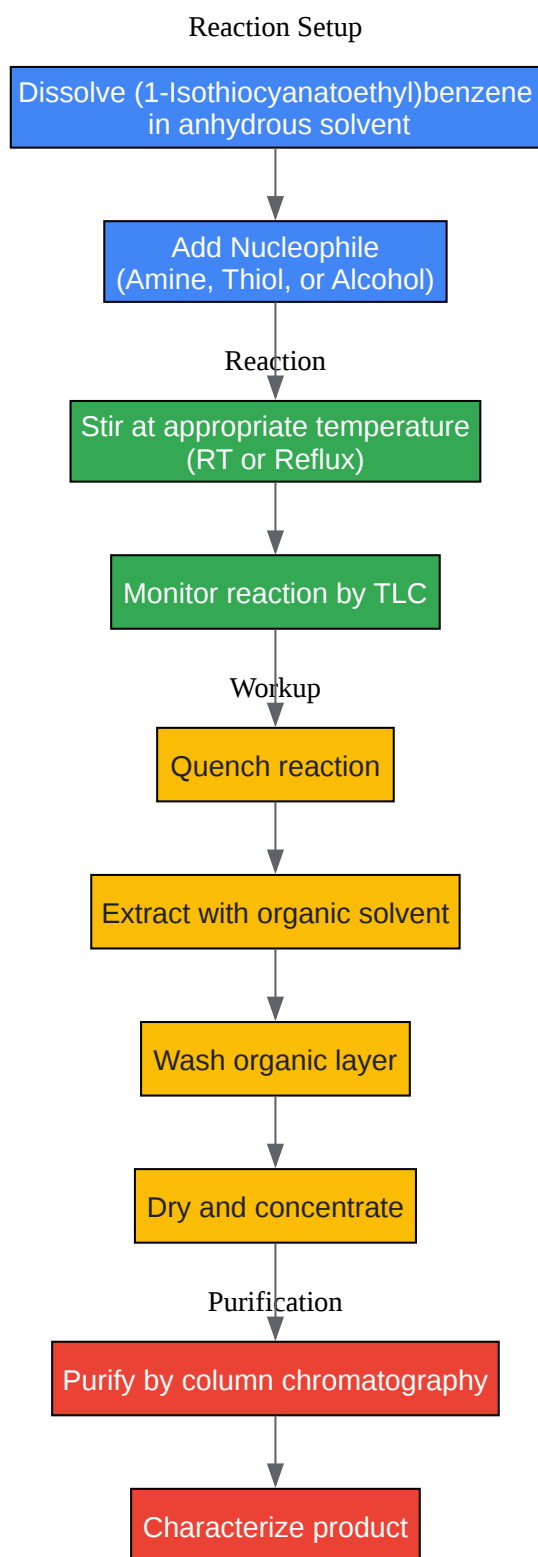 Reaction Setup
Dissolve (1-Isothiocyanatoethyl)benzene
in anhydrous solvent
Add Nucleophile
(Amine, Thiol, or Alcohol)
Reaction
Stir at appropriate temperature
(RT or Reflux)
Monitor reaction by TLC
Workup
Quench reaction
Extract with organic solvent
Wash organic layer
Dry and concentrate
Purification
Purify by column chromatography
Characterize product